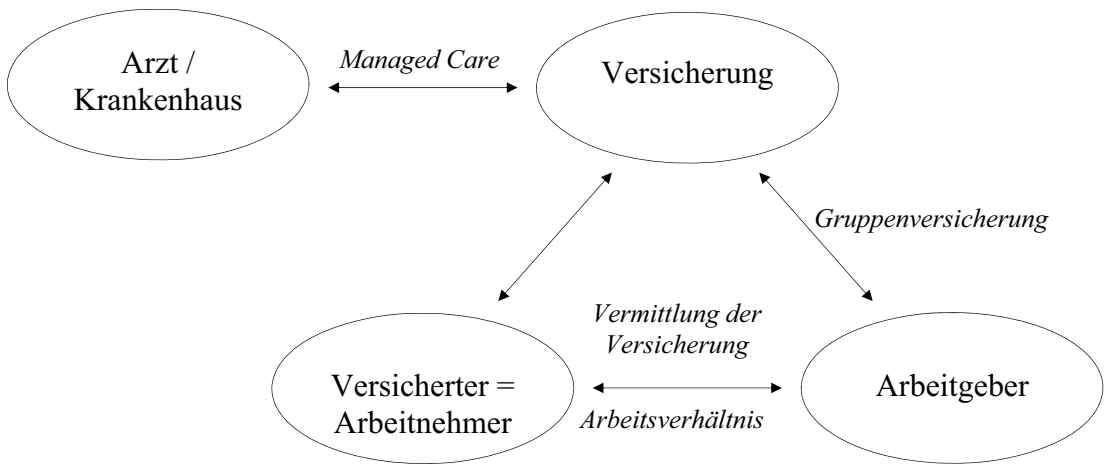 Arzt /
Krankenhaus
Managed Care
Versicherung
Gruppenversicherung
Vermittlung der
Versicherung
Versicherter =
Arbeitnehmer
Arbeitsverhältnis
Arbeitgeber